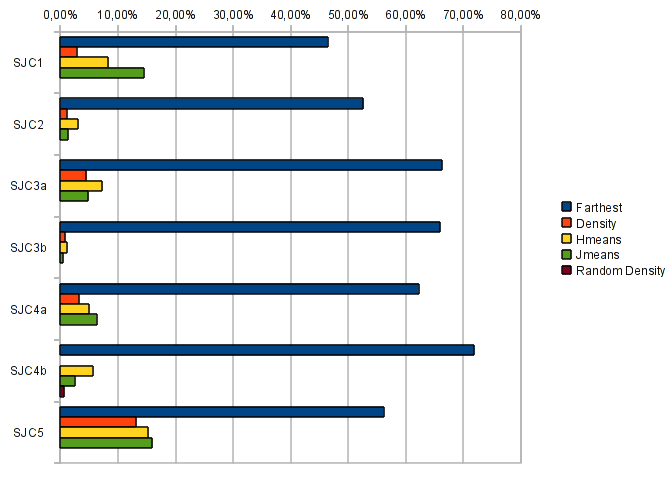 0,00% 10,00% 20,00% 30,00% 40,00% 50,00% 60,00% 70,00% 80,00%
SJC1
SJC2
SJC3a
SJC3b
SJC4a
SJC4b
SJC5
Farthest
Density
Hmeans
Jmeans
Random Density